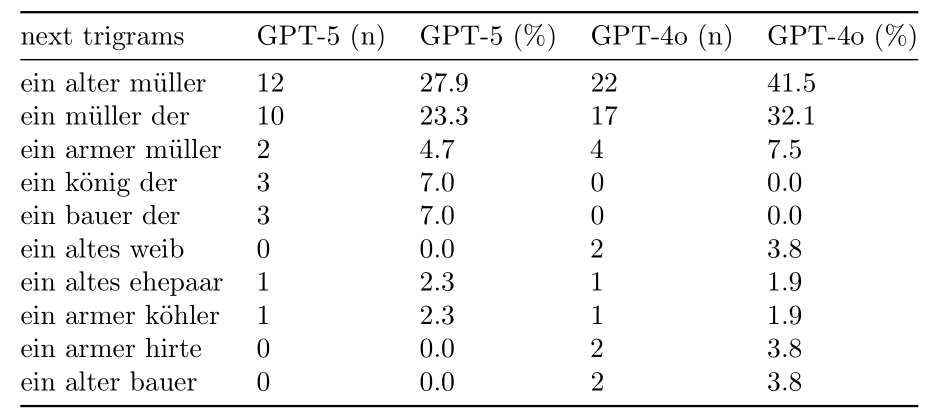 next trigrams GPT-5 (n) GPT-5 (%) GPT-4o (n) GPT-4o (%)
ein alter müller 12 27.9 22 41.5
ein müller der 10 23.3 17 32.1
ein armer müller 2 4.7 4 7.5
ein könig der 3 7.0 0 0.0
ein bauer der 3 7.0 0 0.0
ein altes weib 0 0.0 2 3.8
ein altes ehepaar 1 2.3 1 1.9
ein armer köhler 1 2.3 1 1.9
ein armer hirte 0 0.0 2 3.8
ein alter bauer 0 0.0 2 3.8